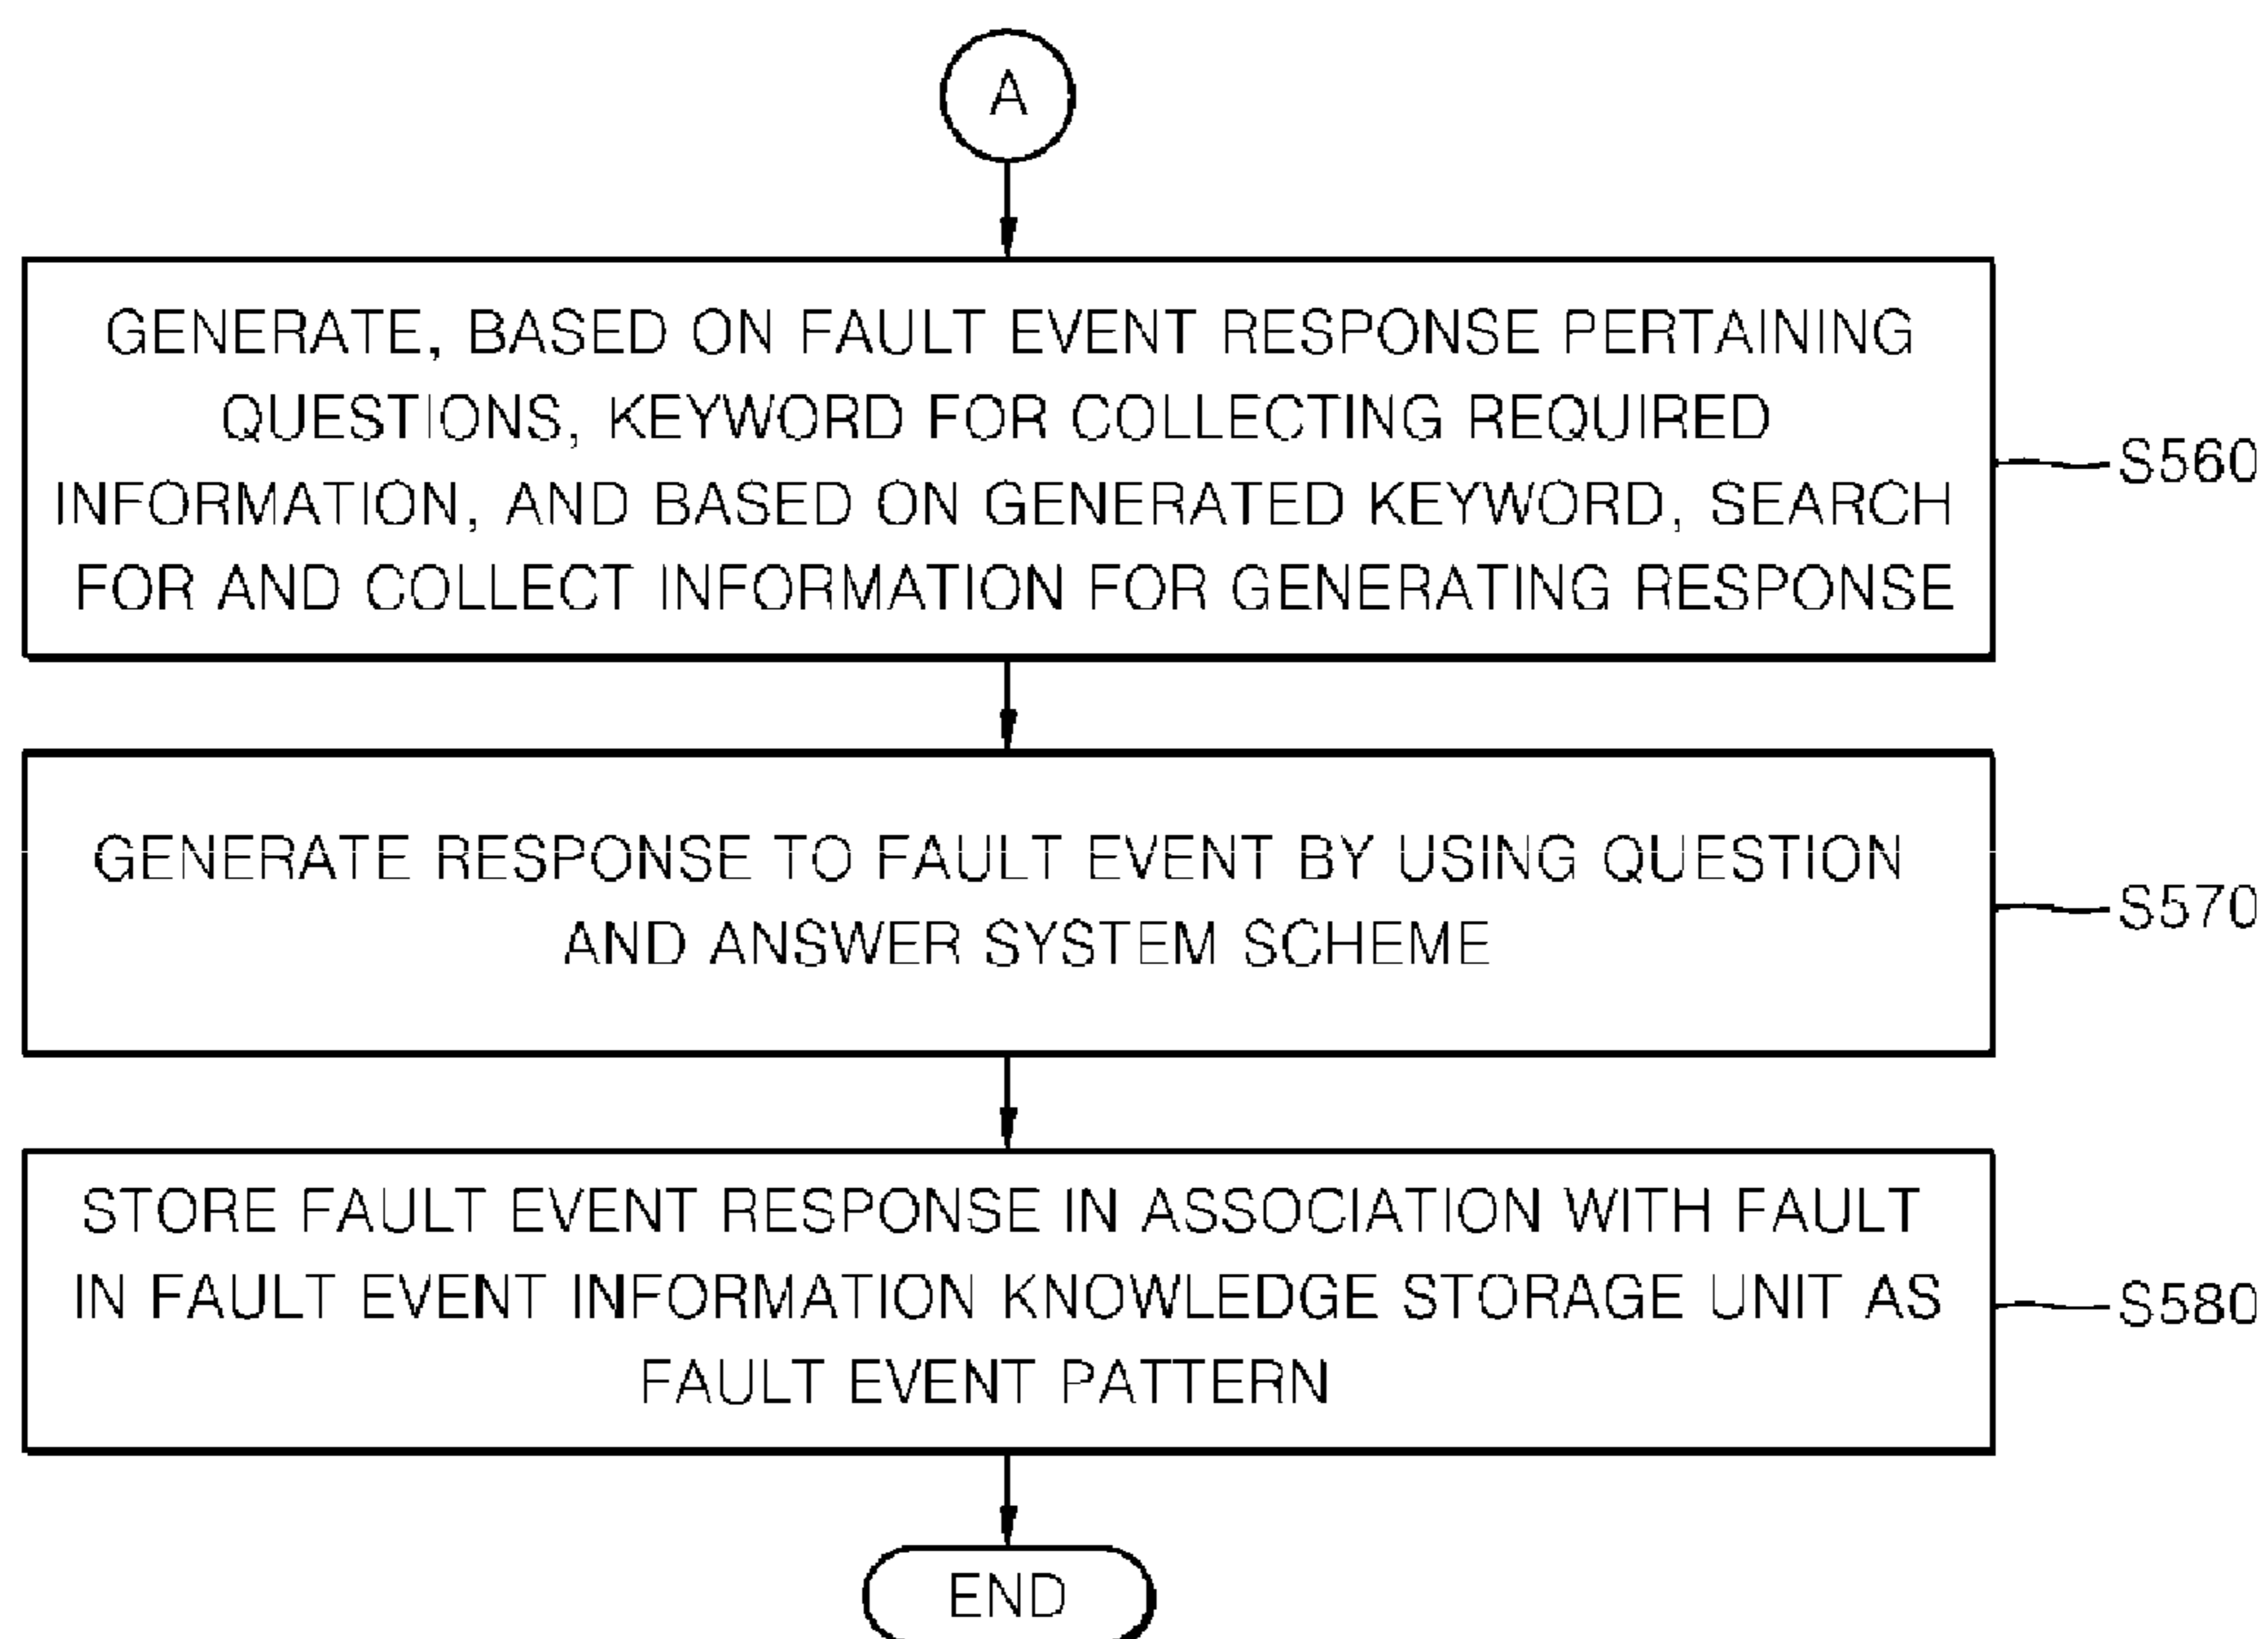 A
GENERATE, BASED ON FAULT EVENT RESPONSE PERTAINING
QUESTIONS, KEYWORD FOR COLLECTING REQUIRED
INFORMATION, AND BASED ON GENERATED KEYWORD, SEARCH
FOR AND COLLECT INFORMATION FOR GENERATING RESPONSE
S560
GENERATE RESPONSE TO FAULT EVENT BY USING QUESTION
AND ANSWER SYSTEM SCHEME
S570
STORE FAULT EVENT RESPONSE IN ASSOCIATION WITH FAULT
IN FAULT EVENT INFORMATION KNOWLEDGE STORAGE UNIT AS
FAULT EVENT PATTERN
S580
END